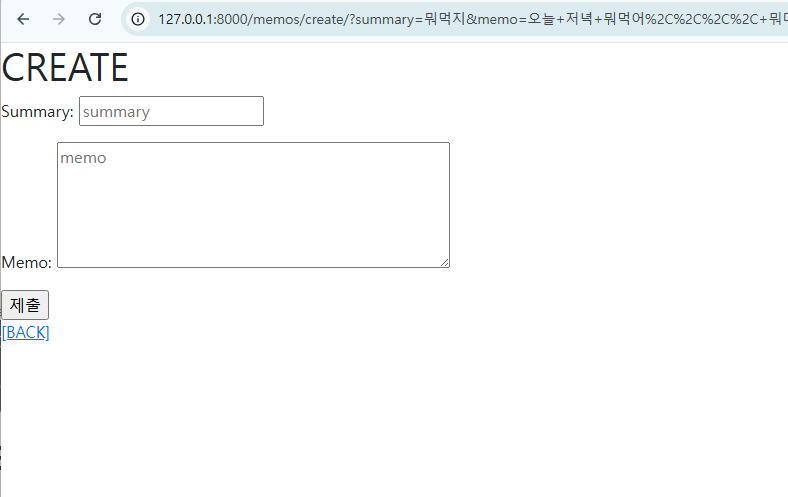 127.0.0.1:8000/memos/create/?summary=뭐먹지&memo=오늘+저녁+뭐먹어%2C%2C%2C%2C+뭐
CREATE
Summary: summary
memo
Memo:
제출
[BACK]